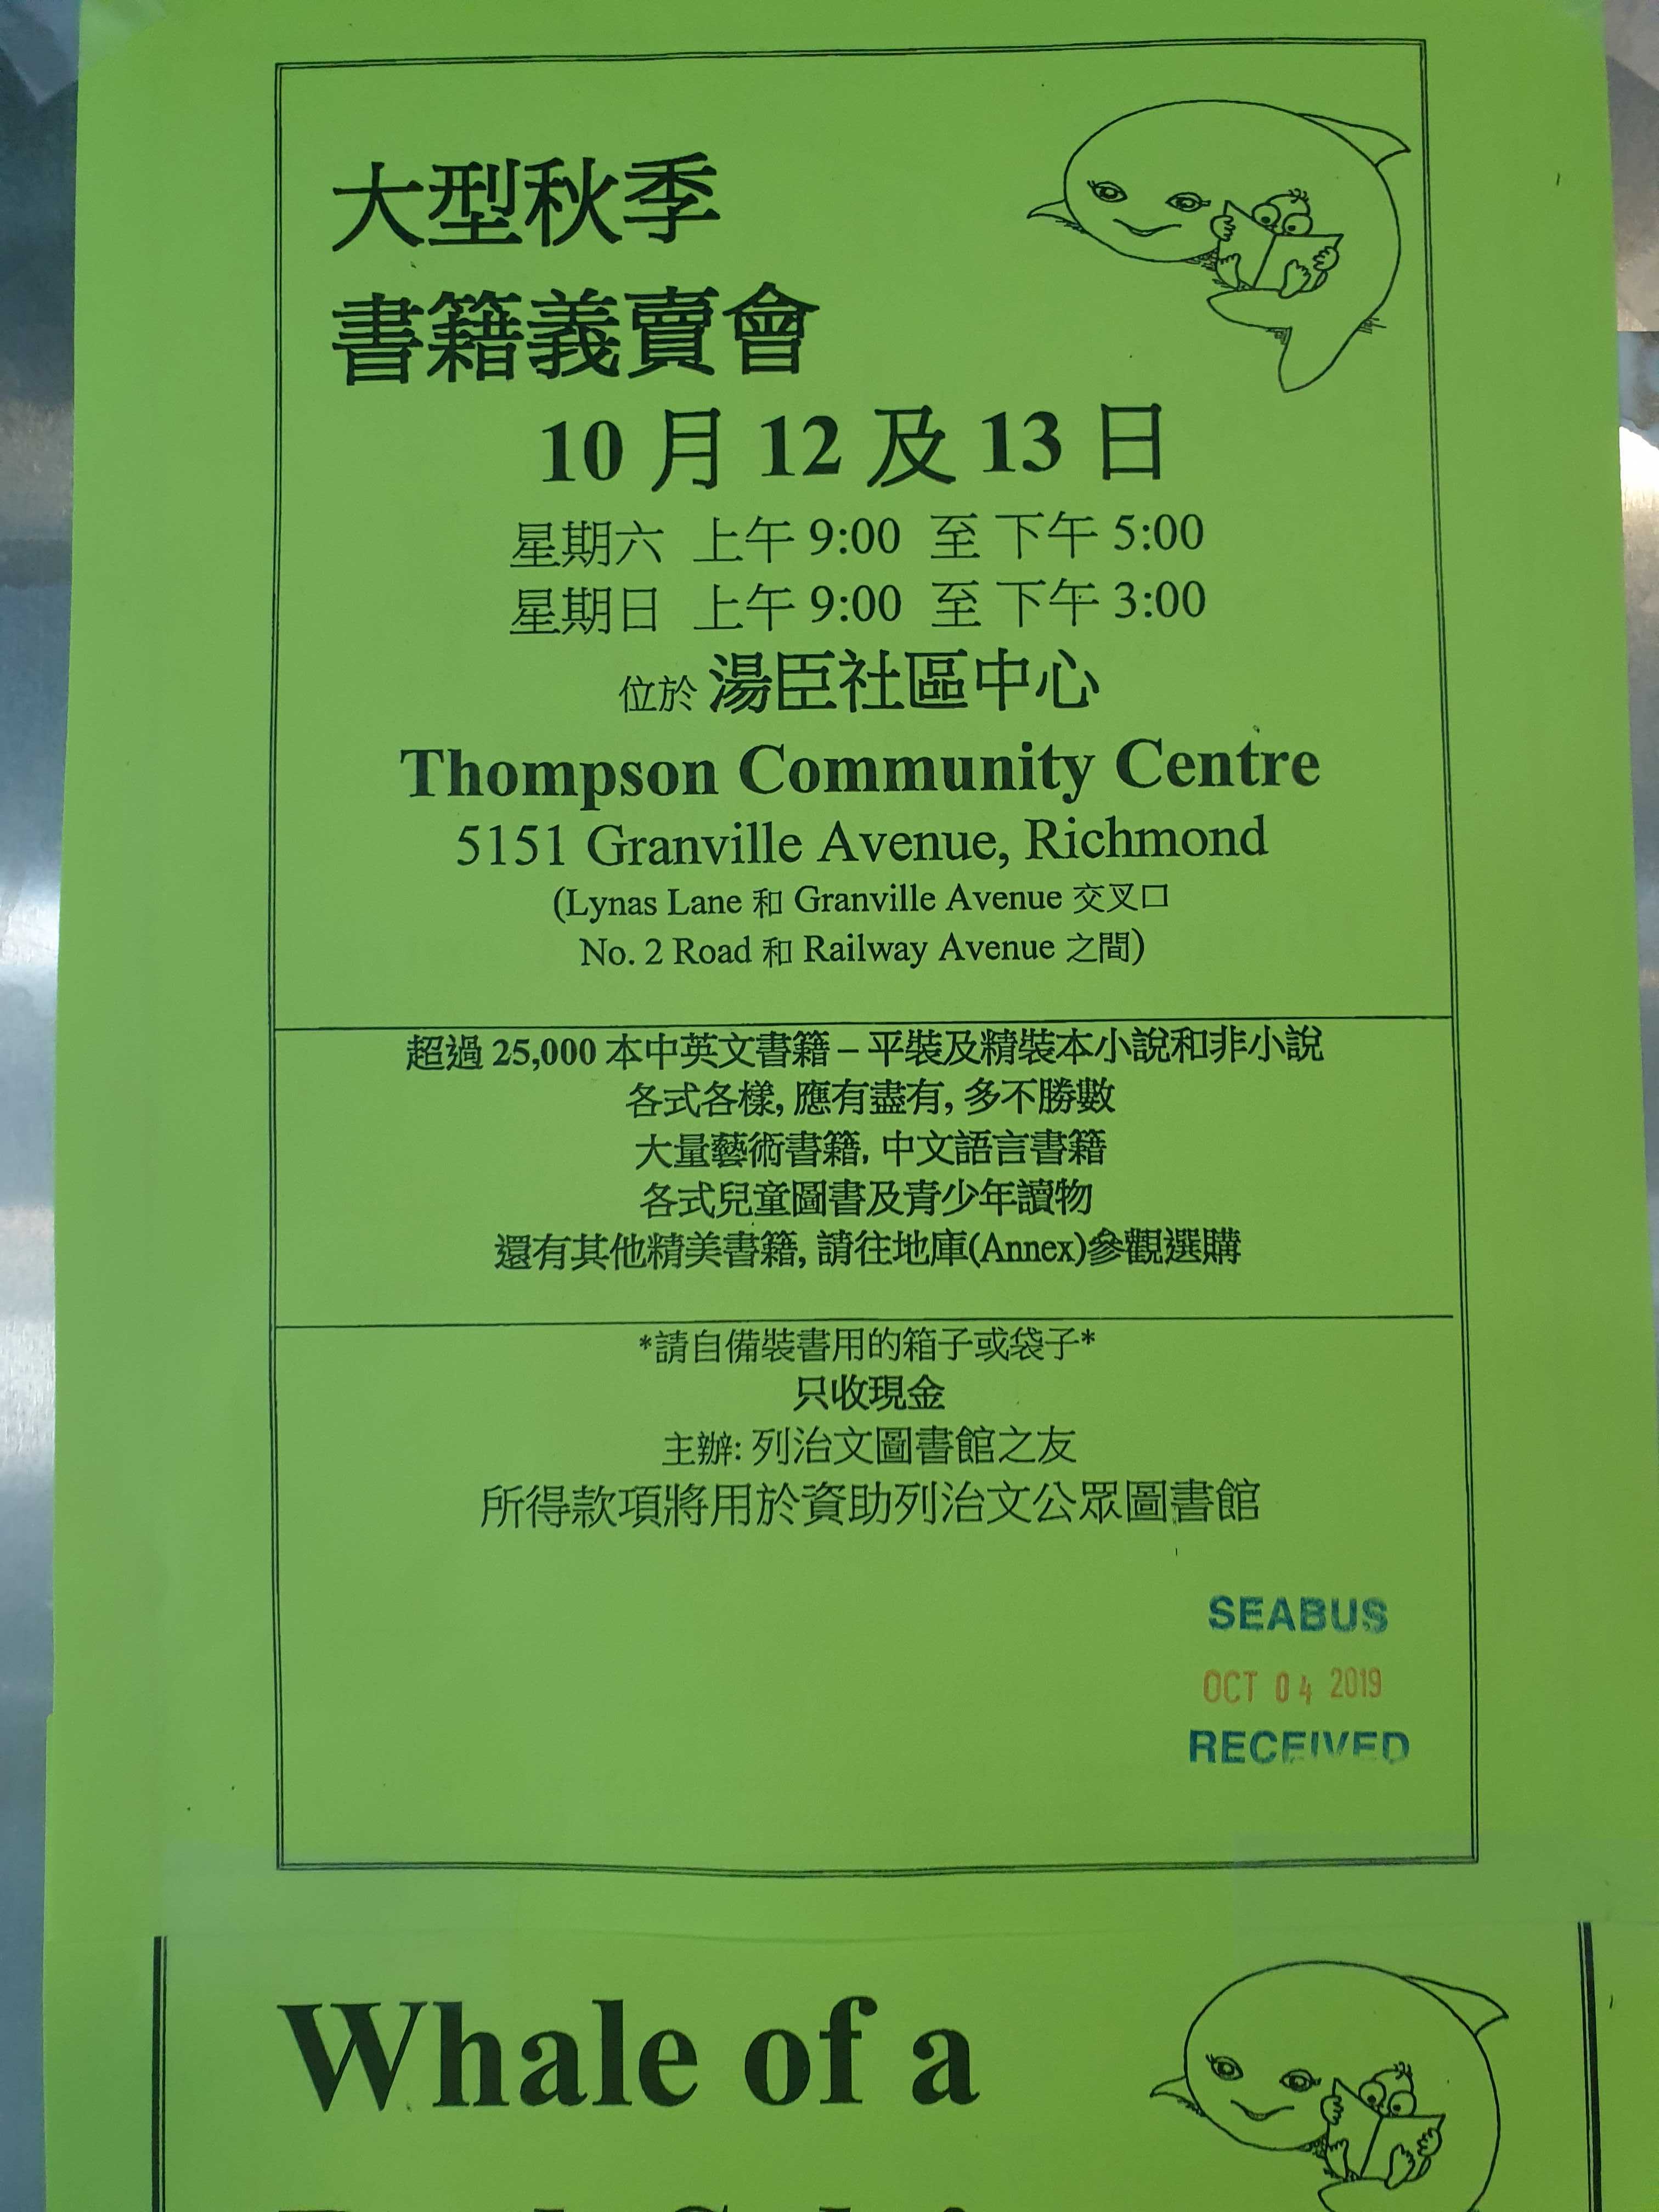 大型秋季
書籍義賣會
10 月 12 及 13 日
星期六 上午 9:00 至 下午 5:00
星期日 上午 9:00 至 下午 3:00
位於 湯臣社區中心
Thompson Community Centre
5151 Granville Avenue, Richmond
(Lynas Lane 和 Granville Avenue 交叉口
No. 2 Road 和 Railway Avenue 之間)
超過 25,000 本中英文書籍 – 平裝及精裝本小說和非小說
各式各樣, 應有盡有, 多不勝數
大量藝術書籍, 中文語言書籍
各式兒童圖書及青少年讀物
還有其他精美書籍, 請往地庫(Annex)參觀選購
*請自備裝書用的箱子或袋子*
只收現金
主辦: 列治文圖書館之友
所得款項將用於資助列治文公眾圖書館
SEABUS
OCT 04 2019
RECEIVED
Whale of a